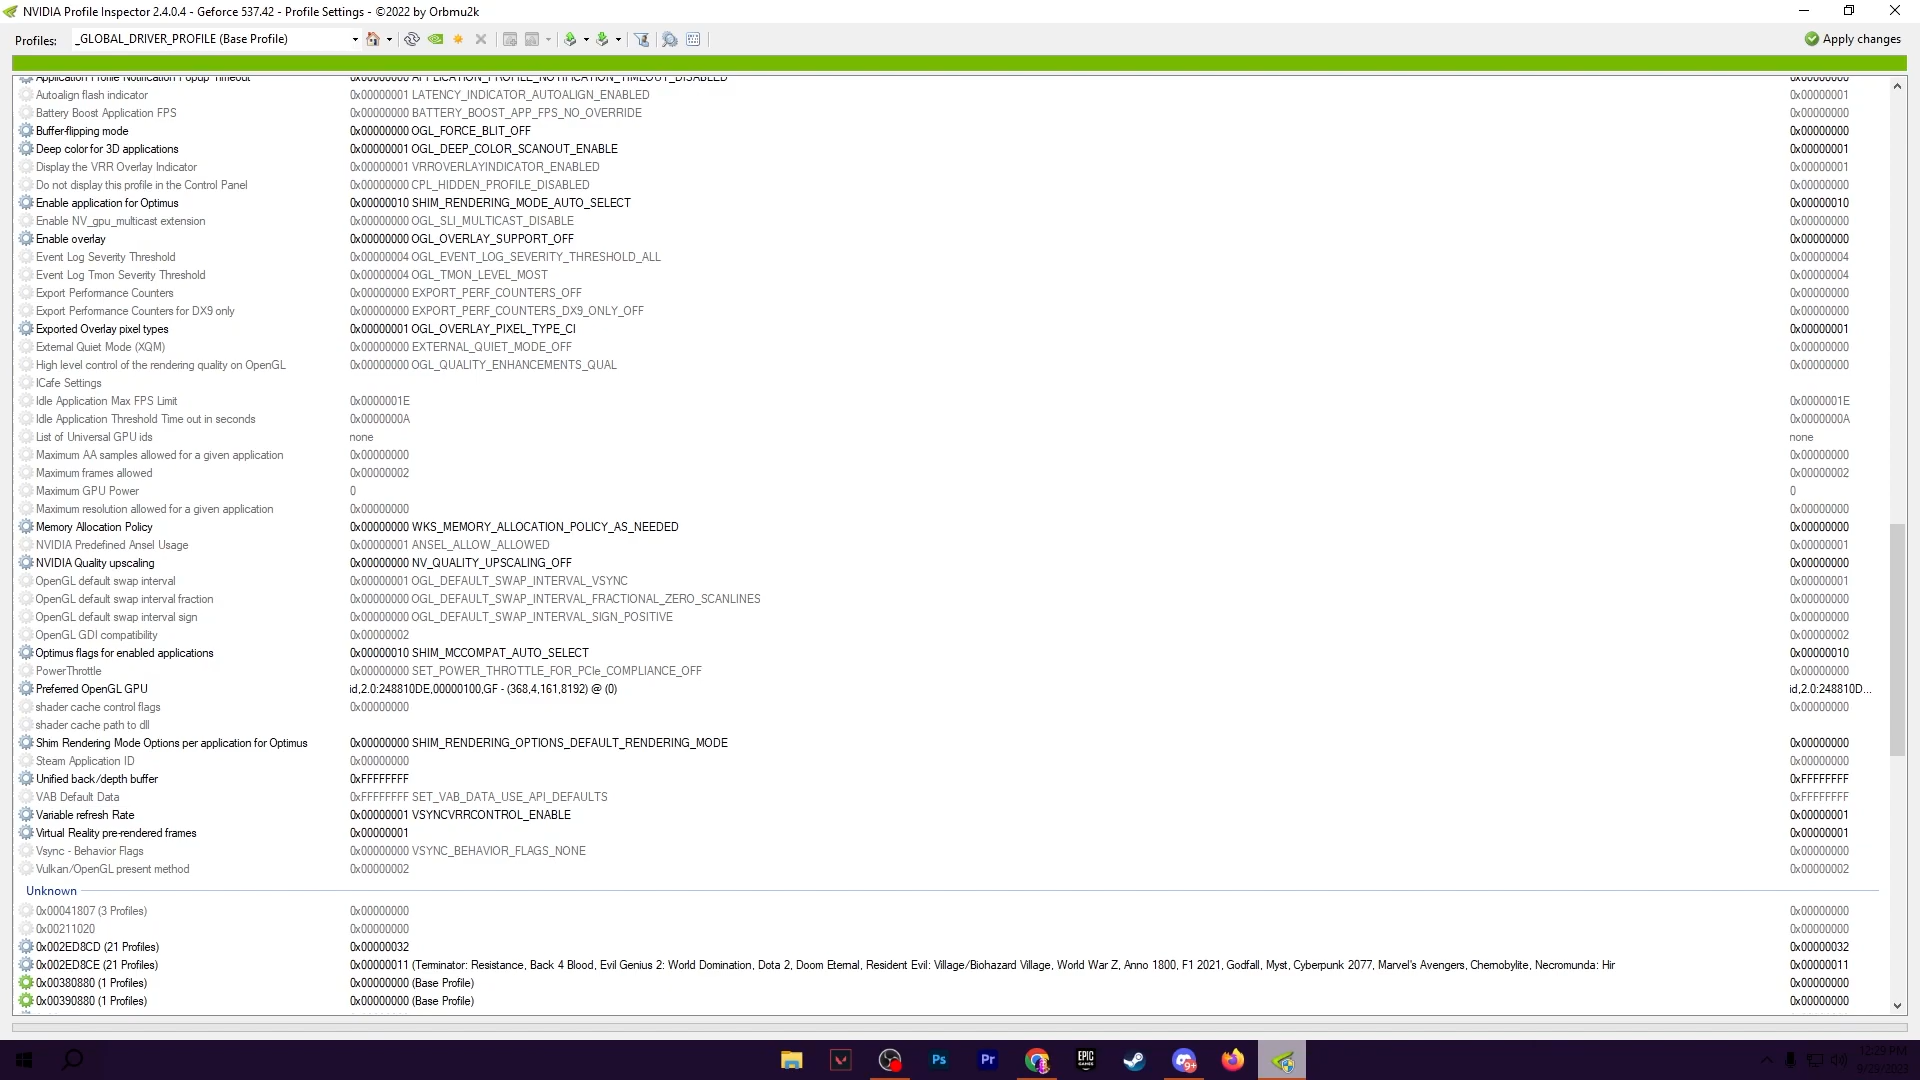 NVIDIA Profile Inspector 2.4.0.4 - Geforce 537.42 - Profile Settings - ©2022 by Orbmu2k
Profiles: _GLOBAL_DRIVER_PROFILE (Base Profile) Apply changes
Application Profile Notification Popup Timeout 0x00000000 APPLICATION_PROFILE_NOTIFICATION_TIMEOUT_DISABLED 0x00000000
Autoalign flash indicator 0x00000001 LATENCY_INDICATOR_AUTOALIGN_ENABLED 0x00000001
Battery Boost Application FPS 0x00000000 BATTERY_BOOST_APP_FPS_NO_OVERRIDE 0x00000000
Buffer-flipping mode 0x00000000 OGL_FORCE_BLIT_OFF 0x00000000
Deep color for 3D applications 0x00000001 OGL_DEEP_COLOR_SCANOUT_ENABLE 0x00000001
Display the VRR Overlay Indicator 0x00000001 VRROVERLAYINDICATOR_ENABLED 0x00000001
Do not display this profile in the Control Panel 0x00000000 CPL_HIDDEN_PROFILE_DISABLED 0x00000000
Enable application for Optimus 0x00000010 SHIM_RENDERING_MODE_AUTO_SELECT 0x00000010
Enable NV_gpu_multicast extension 0x00000000 OGL_SLI_MULTICAST_DISABLE 0x00000000
Enable overlay 0x00000000 OGL_OVERLAY_SUPPORT_OFF 0x00000000
Event Log Severity Threshold 0x00000004 OGL_EVENT_LOG_SEVERITY_THRESHOLD_ALL 0x00000004
Event Log Tmon Severity Threshold 0x00000004 OGL_TMON_LEVEL_MOST 0x00000004
Export Performance Counters 0x00000000 EXPORT_PERF_COUNTERS_OFF 0x00000000
Export Performance Counters for DX9 only 0x00000000 EXPORT_PERF_COUNTERS_DX9_ONLY_OFF 0x00000000
Exported Overlay pixel types 0x00000001 OGL_OVERLAY_PIXEL_TYPE_CI 0x00000001
External Quiet Mode (XQM) 0x00000000 EXTERNAL_QUIET_MODE_OFF 0x00000000
High level control of the rendering quality on OpenGL 0x00000000 OGL_QUALITY_ENHANCEMENTS_QUAL 0x00000000
ICafe Settings
Idle Application Max FPS Limit 0x0000001E 0x0000001E
Idle Application Threshold Time out in seconds 0x0000000A 0x0000000A
List of Universal GPU ids none none
Maximum AA samples allowed for a given application 0x00000000 0x00000000
Maximum frames allowed 0x00000002 0x00000002
Maximum GPU Power 0 0
Maximum resolution allowed for a given application 0x00000000 0x00000000
Memory Allocation Policy 0x00000000 WKS_MEMORY_ALLOCATION_POLICY_AS_NEEDED 0x00000000
NVIDIA Predefined Ansel Usage 0x00000001 ANSEL_ALLOW_ALLOWED 0x00000001
NVIDIA Quality upscaling 0x00000000 NV_QUALITY_UPSCALING_OFF 0x00000000
OpenGL default swap interval 0x00000001 OGL_DEFAULT_SWAP_INTERVAL_VSYNC 0x00000001
OpenGL default swap interval fraction 0x00000000 OGL_DEFAULT_SWAP_INTERVAL_FRACTIONAL_ZERO_SCANLINES 0x00000000
OpenGL default swap interval sign 0x00000000 OGL_DEFAULT_SWAP_INTERVAL_SIGN_POSITIVE 0x00000000
OpenGL GDI compatibility 0x00000002 0x00000002
Optimus flags for enabled applications 0x00000010 SHIM_MCCOMPAT_AUTO_SELECT 0x00000010
PowerThrottle 0x00000000 SET_POWER_THROTTLE_FOR_PCIe_COMPLIANCE_OFF 0x00000000
Preferred OpenGL GPU id,2.0:248810DE,00000100,GF - (368,4,161,8192) @ (0) id,2.0:248810D...
shader cache control flags 0x00000000 0x00000000
shader cache path to dll
Shim Rendering Mode Options per application for Optimus 0x00000000 SHIM_RENDERING_OPTIONS_DEFAULT_RENDERING_MODE 0x00000000
Steam Application ID 0x00000000 0x00000000
Unified back/depth buffer 0xFFFFFFFF 0xFFFFFFFF
VAB Default Data 0xFFFFFFFF SET_VAB_DATA_USE_API_DEFAULTS 0xFFFFFFFF
Variable refresh Rate 0x00000001 VSYNCVRRCONTROL_ENABLE 0x00000001
Virtual Reality pre-rendered frames 0x00000001 0x00000001
Vsync - Behavior Flags 0x00000000 VSYNC_BEHAVIOR_FLAGS_NONE 0x00000000
Vulkan/OpenGL present method 0x00000002 0x00000002
Unknown
0x00041807 (3 Profiles) 0x00000000 0x00000000
0x00211020 0x00000000 0x00000000
0x002ED8CD (21 Profiles) 0x00000032 0x00000032
0x002ED8CE (21 Profiles) 0x00000011 (Terminator: Resistance, Back 4 Blood, Evil Genius 2: World Domination, Dota 2, Doom Eternal, Resident Evil: Village/Biohazard Village, World War Z, Anno 1800, F1 2021, Godfall, Myst, Cyberpunk 2077, Marvel's Avengers, Chernobylite, Necromunda: Hir 0x00000011
0x00380880 (1 Profiles) 0x00000000 (Base Profile) 0x00000000
0x00390880 (1 Profiles) 0x00000000 (Base Profile) 0x00000000
Ps Pr EPIC GAMES 9+
12:29 PM